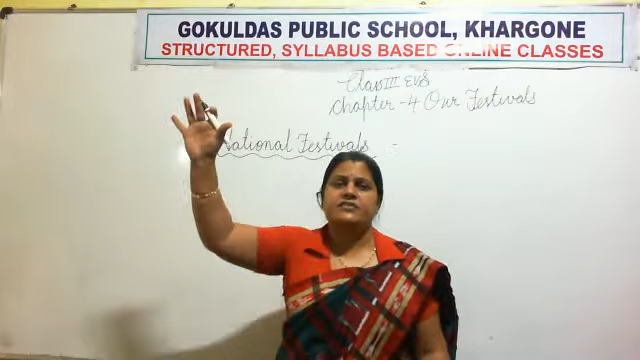 GOKULDAS PUBLIC SCHOOL, KHARGONE
STRUCTURED, SYLLABUS BASED ONLINE CLASSES
Class III EVS
Chapter -4 Our Festivals
National Festivals -